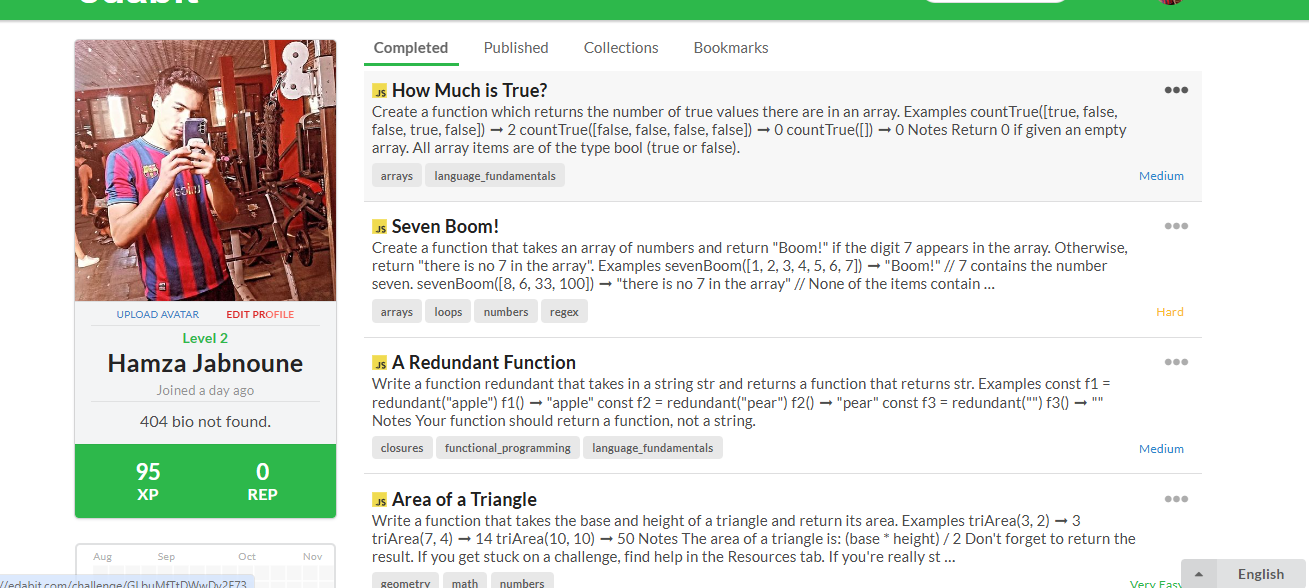 edabit
Completed Published Collections Bookmarks
JS How Much is True?
Create a function which returns the number of true values there are in an array. Examples countTrue([true, false,
false, true, false]) ➞ 2 countTrue([false, false, false, false]) ➞ 0 countTrue([]) ➞ 0 Notes Return 0 if given an empty
array. All array items are of the type bool (true or false).
arrays language_fundamentals
Medium
JS Seven Boom!
Create a function that takes an array of numbers and return "Boom!" if the digit 7 appears in the array. Otherwise,
return "there is no 7 in the array". Examples sevenBoom([1, 2, 3, 4, 5, 6, 7]) ➞ "Boom!" // 7 contains the number
seven. sevenBoom([8, 6, 33, 100]) ➞ "there is no 7 in the array" // None of the items contain ...
arrays loops numbers regex
Hard
JS A Redundant Function
Write a function redundant that takes in a string str and returns a function that returns str. Examples const f1 =
redundant("apple") f1() ➞ "apple" const f2 = redundant("pear") f2() ➞ "pear" const f3 = redundant("") f3() ➞ ""
Notes Your function should return a function, not a string.
closures functional_programming language_fundamentals
Medium
JS Area of a Triangle
Write a function that takes the base and height of a triangle and return its area. Examples triArea(3, 2) ➞ 3
triArea(7, 4) ➞ 14 triArea(10, 10) ➞ 50 Notes The area of a triangle is: (base * height) / 2 Don't forget to return the
result. If you get stuck on a challenge, find help in the Resources tab. If you're really st ...
geometry math numbers
Very Easy
UPLOAD AVATAR EDIT PROFILE
Level 2
Hamza Jabnoune
Joined a day ago
404 bio not found.
95 0
XP REP
Aug Sep Oct Nov
English